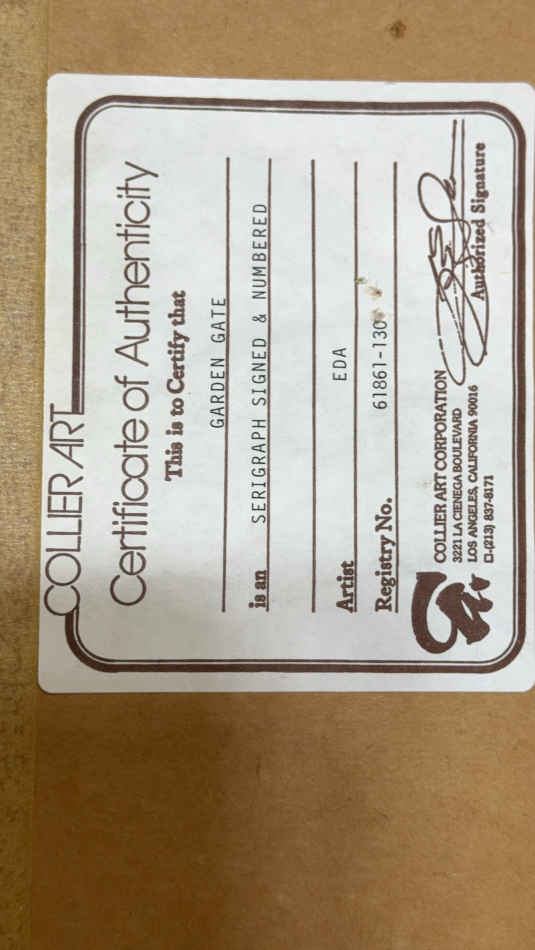 COLLIER ART
Certificate of Authenticity
This is to Certify that
GARDEN GATE
is an SERIGRAPH SIGNED & NUMBERED
Artist EDA
Registry No. 61861-130
COLLIER ART CORPORATION
3221 LA CIENEGA BOULEVARD
LOS ANGELES, CALIFORNIA 90016
(213) 837-8171
Authorized Signature